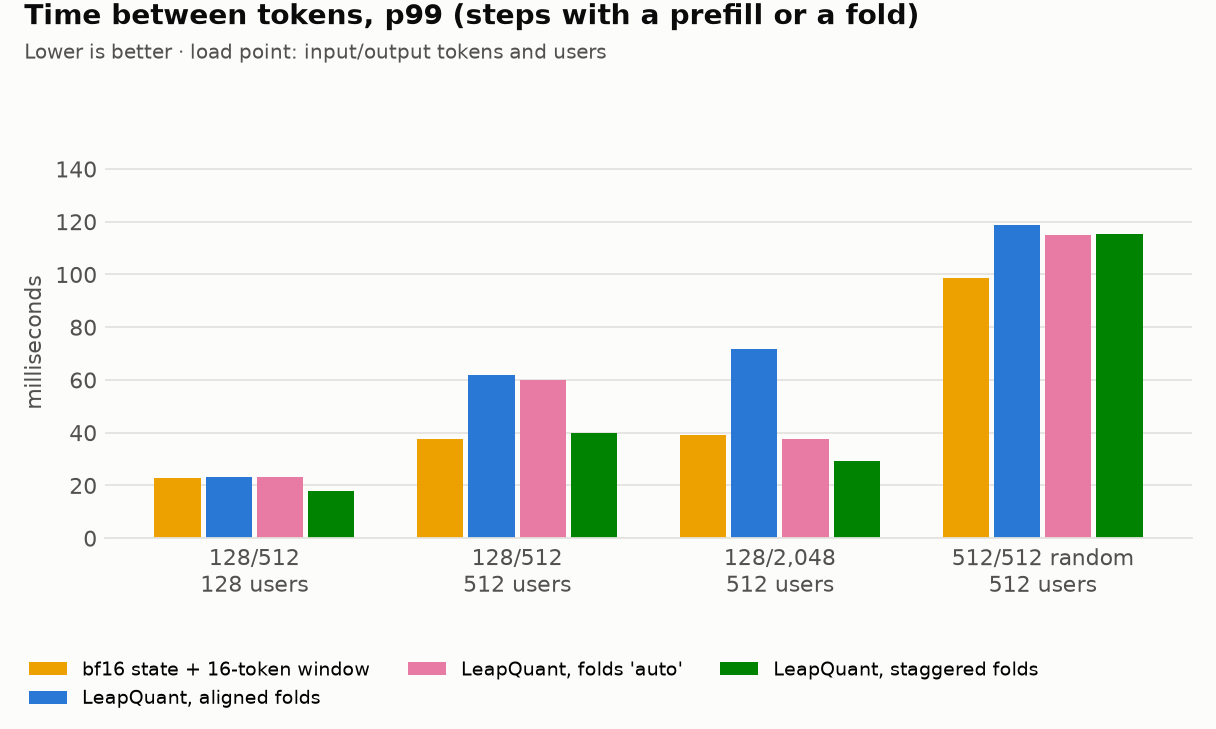 Time between tokens, p99 (steps with a prefill or a fold)
Lower is better · load point: input/output tokens and users
milliseconds
140
120
100
80
60
40
20
0
128/512
128 users
128/512
512 users
128/2,048
512 users
512/512 random
512 users
bf16 state + 16-token window
LeapQuant, aligned folds
LeapQuant, folds 'auto'
LeapQuant, staggered folds